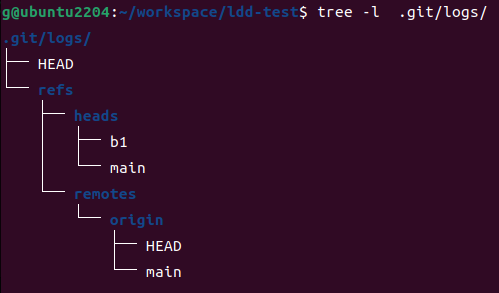 g@ubuntu2204:~/workspace/ldd-test$ tree -l  .git/logs/
.git/logs/
├── HEAD
└── refs
    ├── heads
    │   ├── b1
    │   └── main
    └── remotes
        └── origin
            ├── HEAD
            └── main